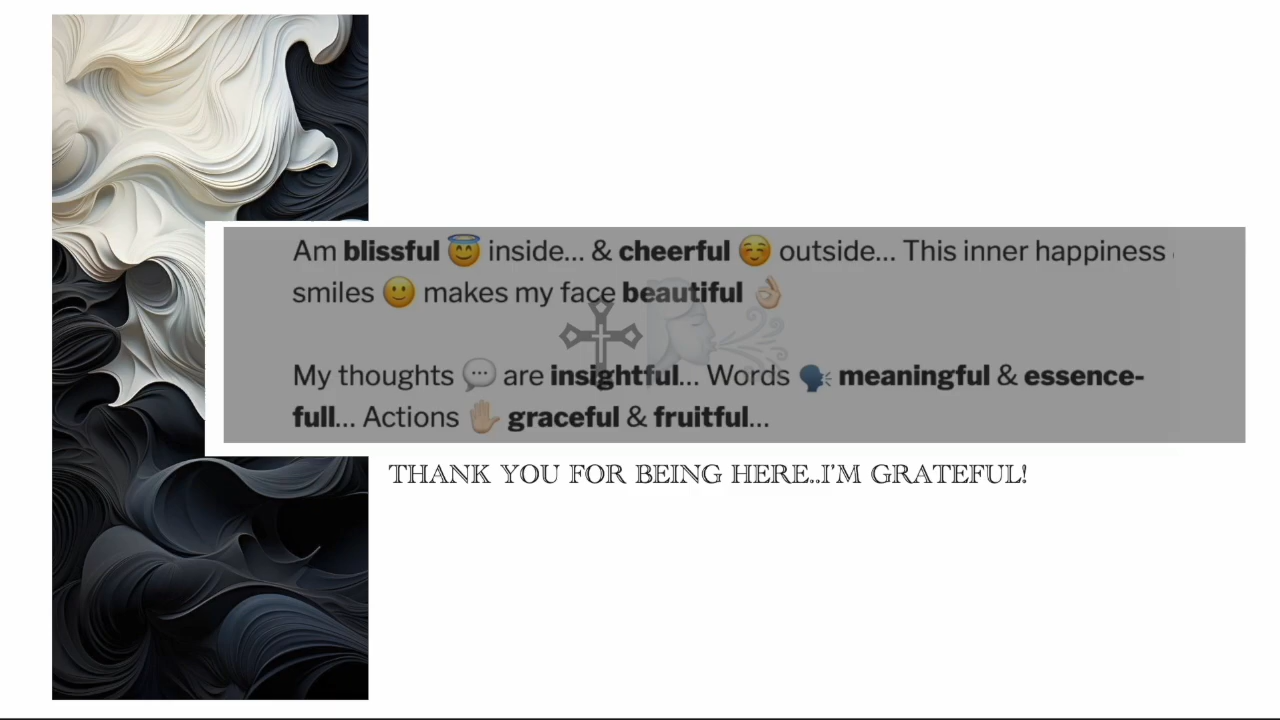 Am blissful 😇 inside... & cheerful ☺️ outside... This inner happiness
smiles 🙂 makes my face beautiful 👌🏼
My thoughts 💬 are insightful... Words 🗣️ meaningful & essence-
full... Actions ✋🏼 graceful & fruitful...
THANK YOU FOR BEING HERE..I'M GRATEFUL!